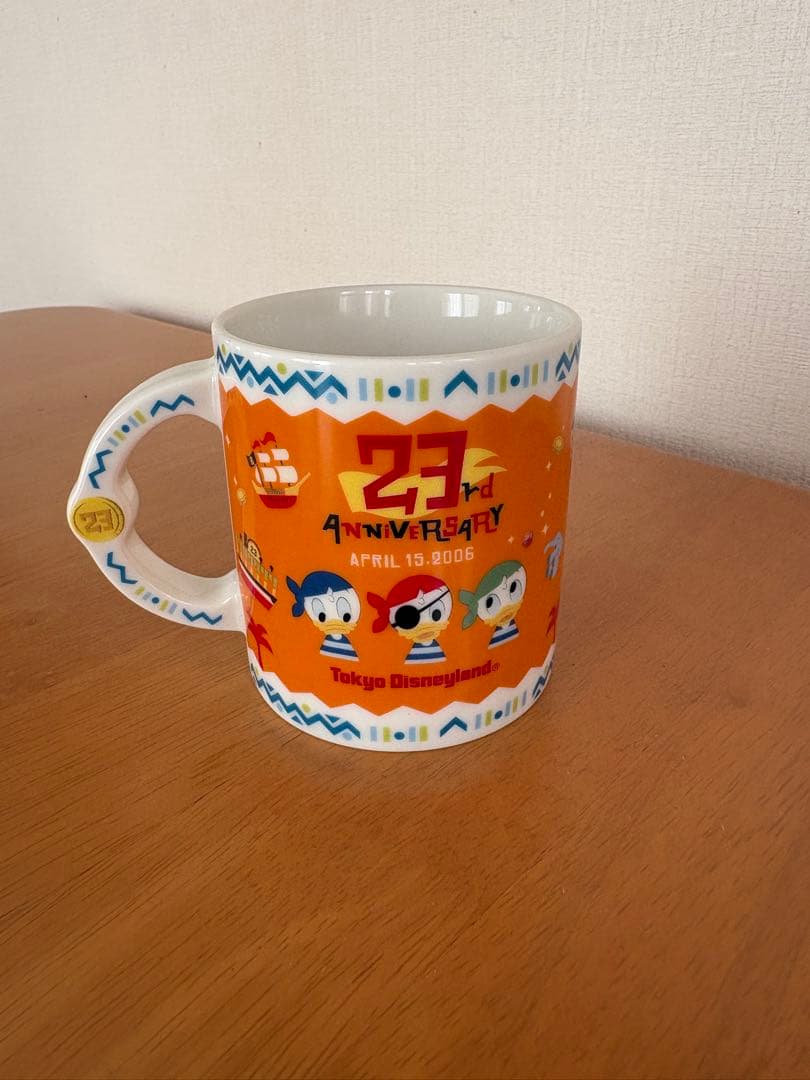 23rd
ANNIVERSARY
APRIL 15.2006
Tokyo Disneyland®
23